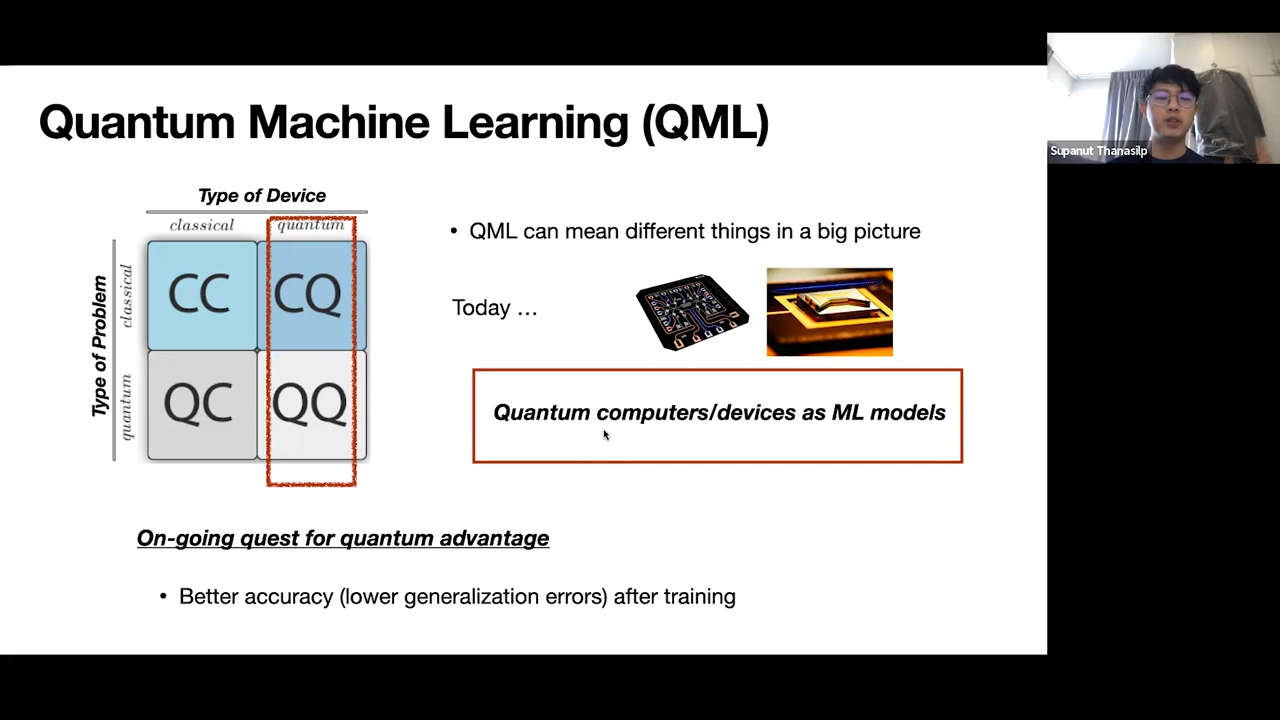 Quantum Machine Learning (QML)
Supanut Thanasilp
Type of Device
classical quantum
Type of Problem
classical
quantum
CC CQ
QC QQ
• QML can mean different things in a big picture
Today …
Quantum computers/devices as ML models
On-going quest for quantum advantage
• Better accuracy (lower generalization errors) after training